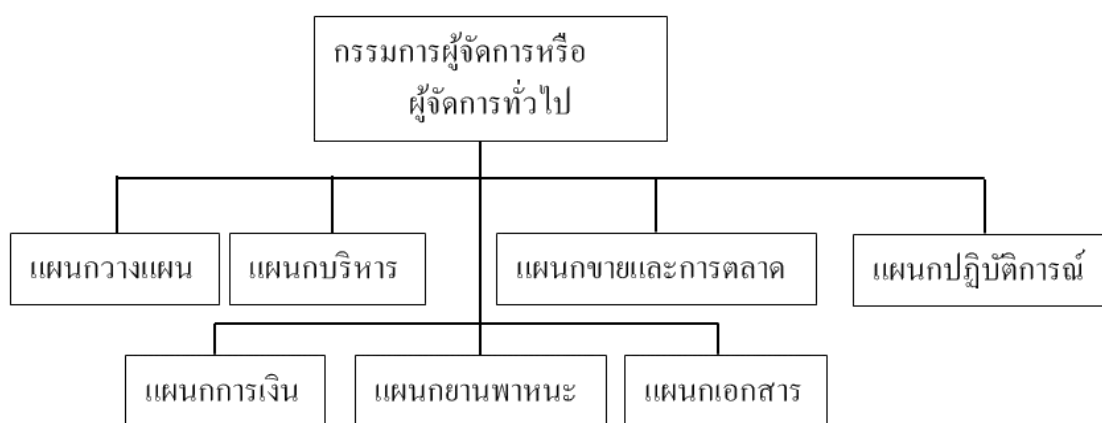 กรรมการผู้จัดการหรือ
ผู้จัดการทั่วไป
แผนกวางแผน
แผนกบริหาร
แผนกขายและการตลาด
แผนกปฏิบัติการณ์
แผนกการเงิน
แผนกยานพาหนะ
แผนกเอกสาร